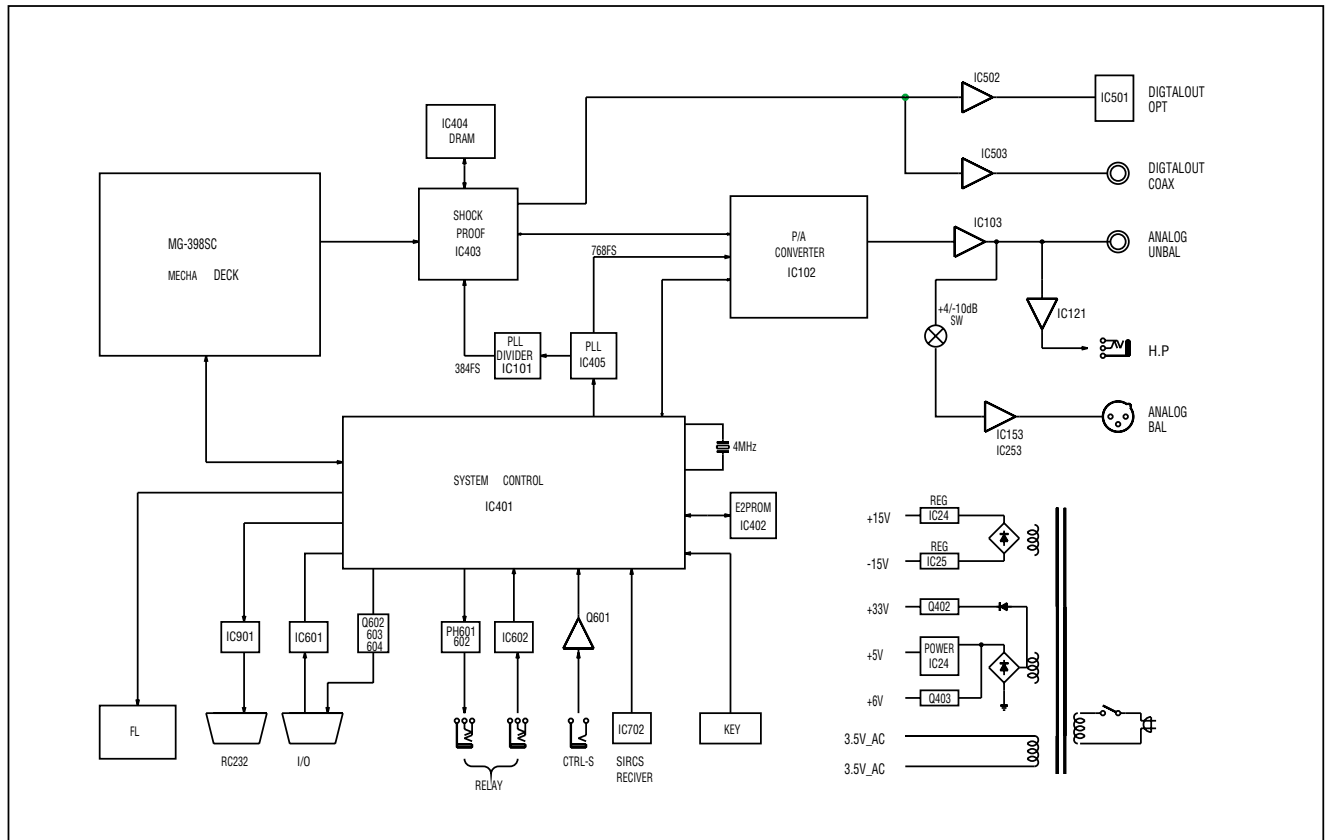 IC502
IC501
DIGTALOUT
OPT
IC404
DRAM
IC503
DIGTALOUT
COAX
MG-398SC
MECHA DECK
SHOCK
PROOF
IC403
768FS
P/A
CONVERTER
IC102
IC103
ANALOG
UNBAL
+4/-10dB
SW
IC121
H.P
384FS
PLL
DIVIDER
IC101
PLL
IC405
IC153
IC253
ANALOG
BAL
4MHz
SYSTEM CONTROL
IC401
E2PROM
IC402
+15V
REG
IC24
-15V
REG
IC25
+33V
Q402
+5V
POWER
IC24
+6V
Q403
3.5V_AC
3.5V_AC
IC901
IC601
Q602
603
604
PH601
602
IC602
Q601
FL
RC232
I/O
RELAY
CTRL-S
IC702
SIRCS
RECIVER
KEY